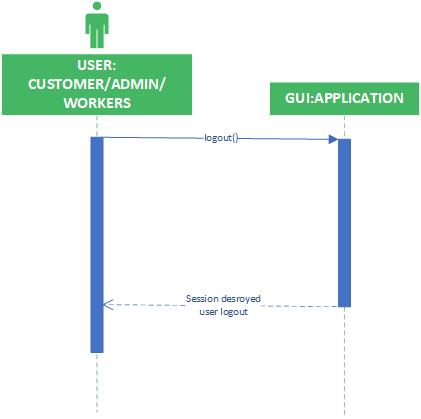 USER:
CUSTOMER/ADMIN/
WORKERS
GUI:APPLICATION
logout()
Session desroyed
user logout